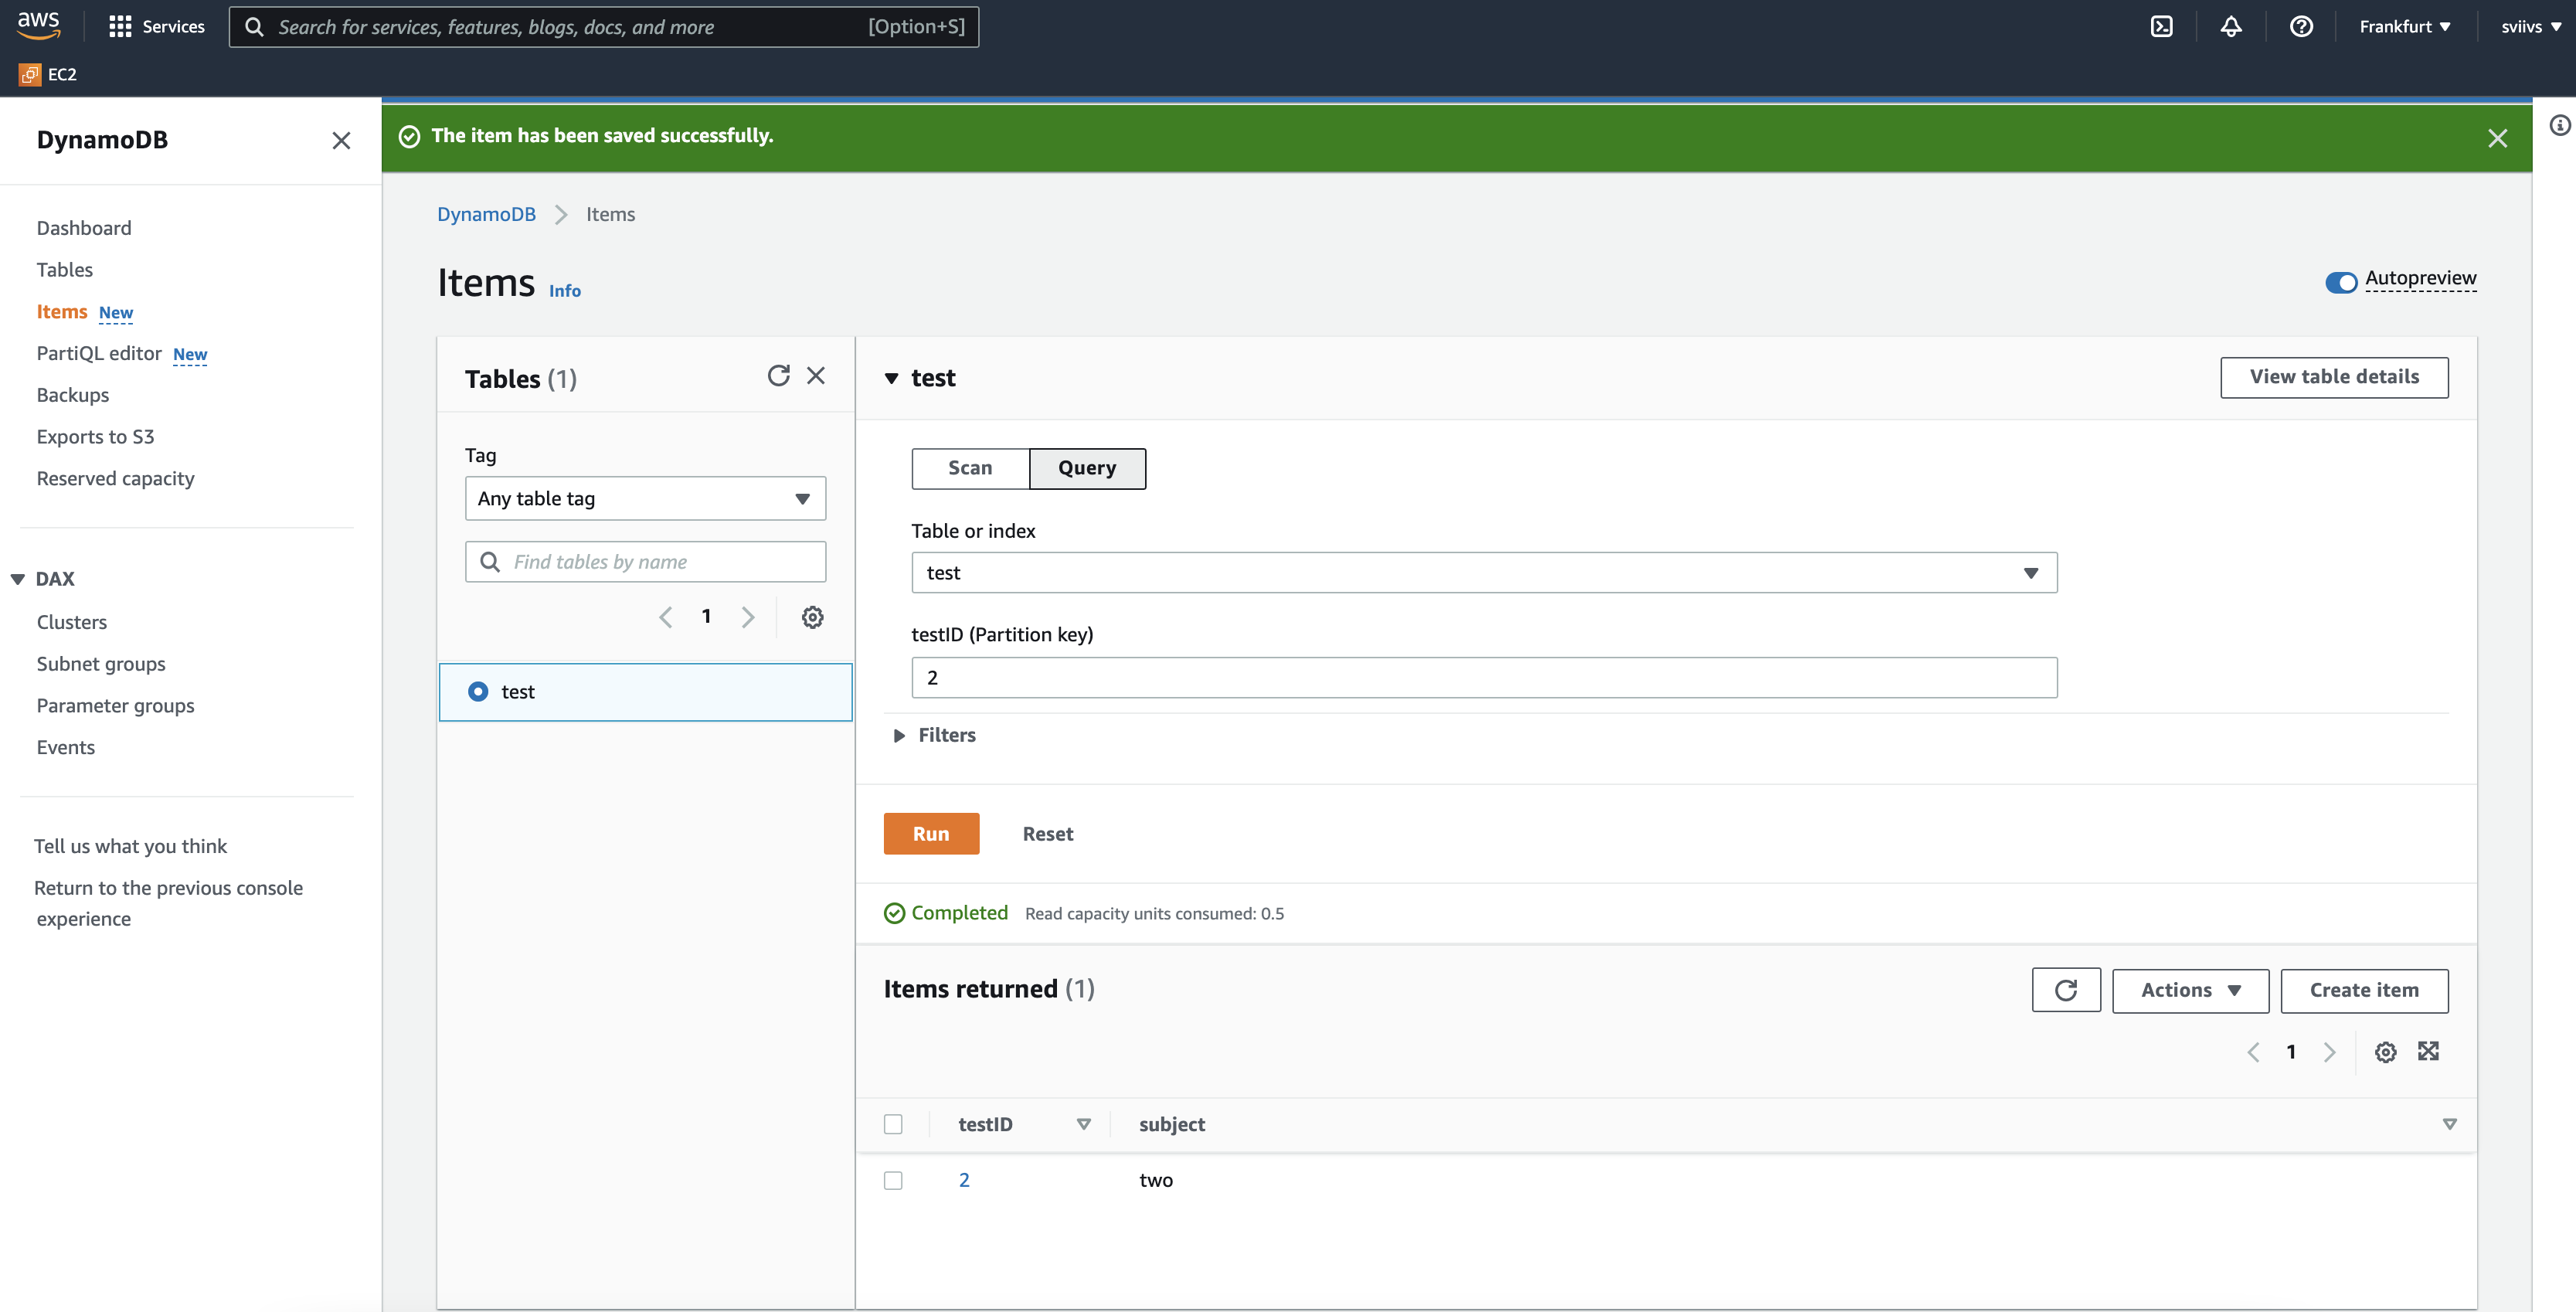 aws
Services
Search for services, features, blogs, docs, and more [Option+S]
Frankfurt
sviivs
EC2
DynamoDB
The item has been saved successfully.
Dashboard
Tables
Items New
PartiQL editor New
Backups
Exports to S3
Reserved capacity
DAX
Clusters
Subnet groups
Parameter groups
Events
Tell us what you think
Return to the previous console
experience
DynamoDB Items
Items Info
Autopreview
Tables (1)
Tag
Any table tag
Find tables by name
1
test
test
View table details
Scan Query
Table or index
test
testID (Partition key)
2
Filters
Run Reset
Completed Read capacity units consumed: 0.5
Items returned (1)
Actions Create item
1
testID subject
2 two